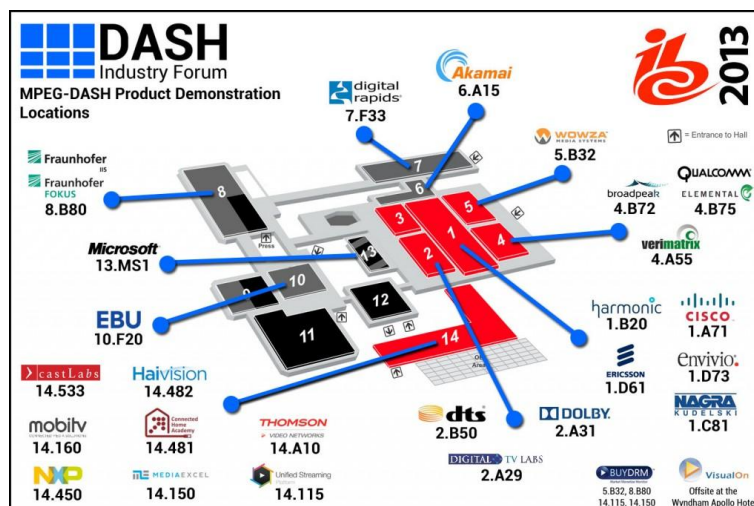 DASH
Industry Forum
MPEG-DASH Product Demonstration
Locations
ibc
2013
digital
rapids
7.F33
Akamai
6.A15
WOWZA
MEDIA SYSTEMS
5.B32
= Entrance to Hall
Fraunhofer
IIS
Fraunhofer
FOKUS
8.B80
broadpeak
4.B72
QUALCOMM
ELEMENTAL
4.B75
verimatrix
4.A55
Microsoft
13.MS1
EBU
10.F20
Press
7
6
8
5
3
1
4
2
13
10
9
12
11
14
harmonic
1.B20
CISCO
1.A71
ERICSSON
1.D61
envivio
1.D73
NAGRA
KUDELSKI
1.C81
castLabs
14.533
Haivision
14.482
mobitv
14.160
Connected
Home
Academy
14.481
THOMSON
VIDEO NETWORKS
14.A10
NXP
14.450
MEDIAEXCEL
14.150
Unified Streaming
14.115
dts
2.B50
DOLBY
2.A31
DIGITAL TV LABS
2.A29
BUYDRM
5.B32, 8.B80
14.115, 14.150
VisualOn
Offsite at the
Wyndham Apollo Hotel